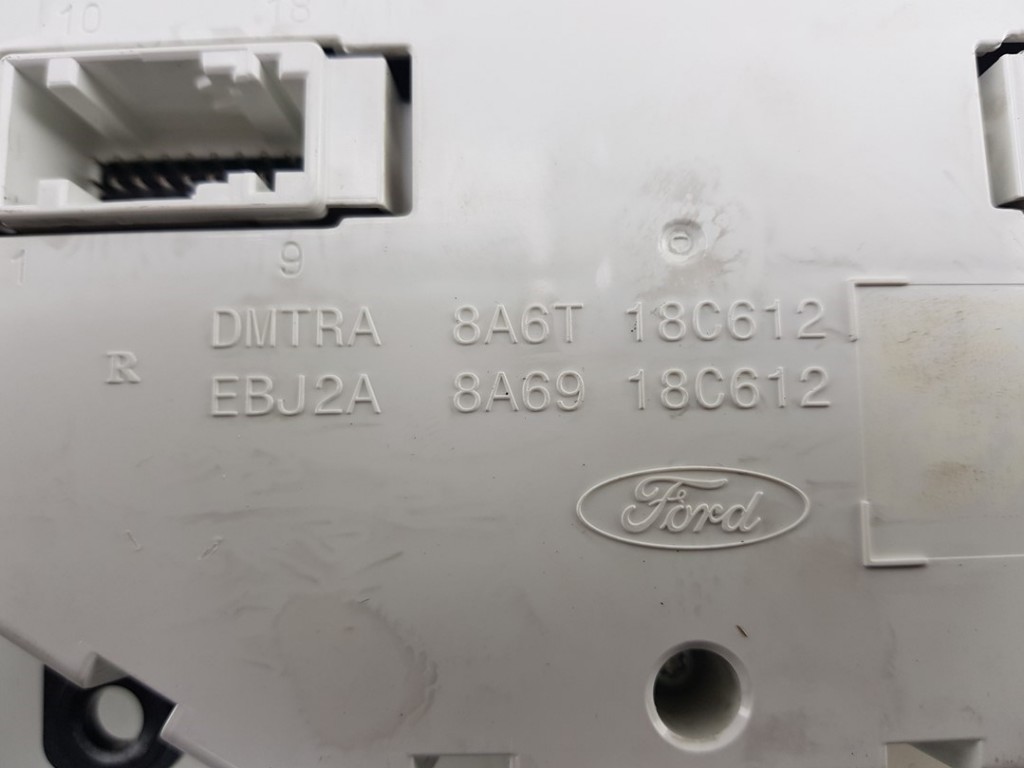 10 18
1 9
DMTRA 8A6T 18C612
R
EBJ2A 8A69 18C612
Ford